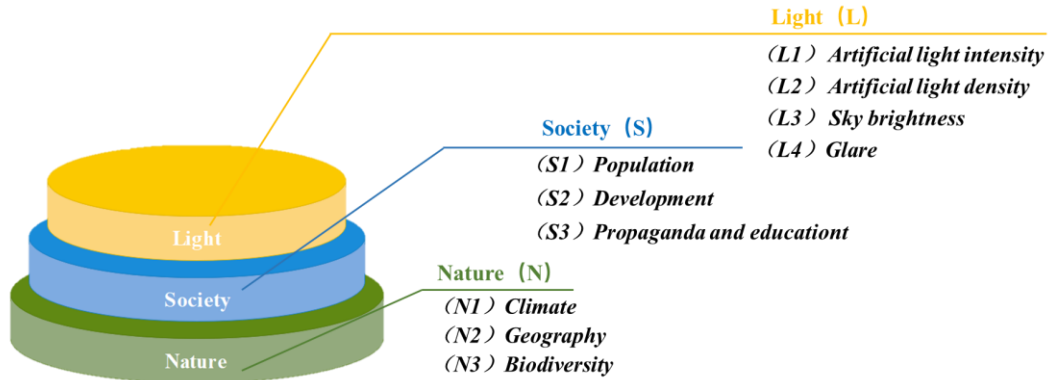 Light（L）
（L1）Artificial light intensity
（L2）Artificial light density
（L3）Sky brightness
（L4）Glare
Society（S）
（S1）Population
（S2）Development
（S3）Propaganda and educationt
Nature（N）
（N1）Climate
（N2）Geography
（N3）Biodiversity
Light
Society
Nature